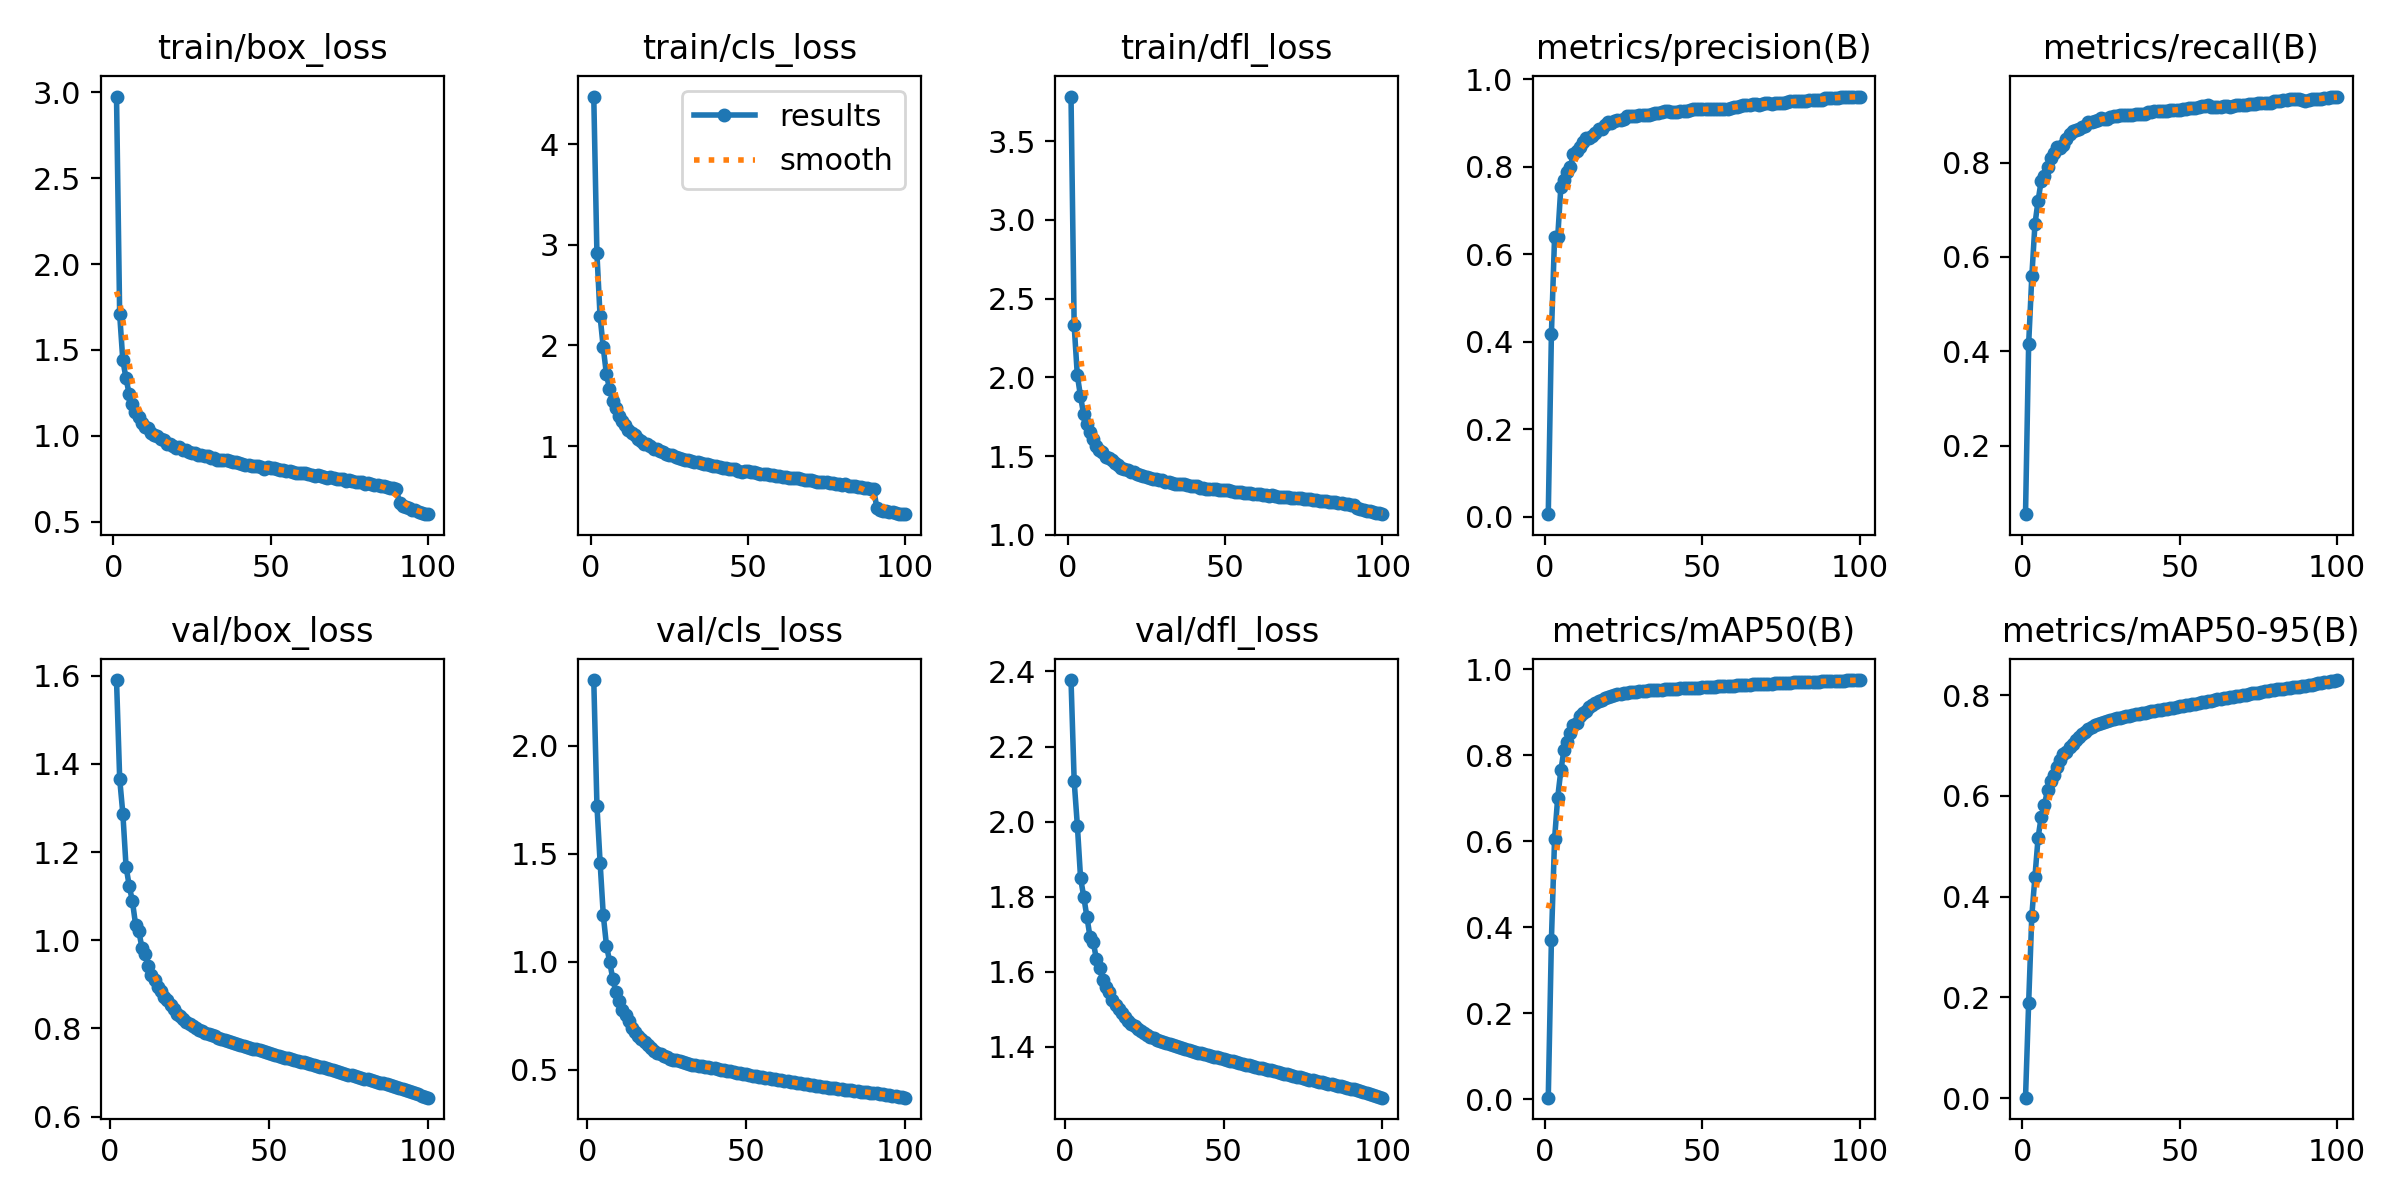 train/box_loss
3.0
2.5
2.0
1.5
1.0
0.5
0 50 100
train/cls_loss
results
smooth
4
3
2
1
0 50 100
train/dfl_loss
3.5
3.0
2.5
2.0
1.5
1.0
0 50 100
metrics/precision(B)
1.0
0.8
0.6
0.4
0.2
0.0
0 50 100
metrics/recall(B)
0.8
0.6
0.4
0.2
0 50 100
val/box_loss
1.6
1.4
1.2
1.0
0.8
0.6
0 50 100
val/cls_loss
2.0
1.5
1.0
0.5
0 50 100
val/dfl_loss
2.4
2.2
2.0
1.8
1.6
1.4
0 50 100
metrics/mAP50(B)
1.0
0.8
0.6
0.4
0.2
0.0
0 50 100
metrics/mAP50-95(B)
0.8
0.6
0.4
0.2
0.0
0 50 100